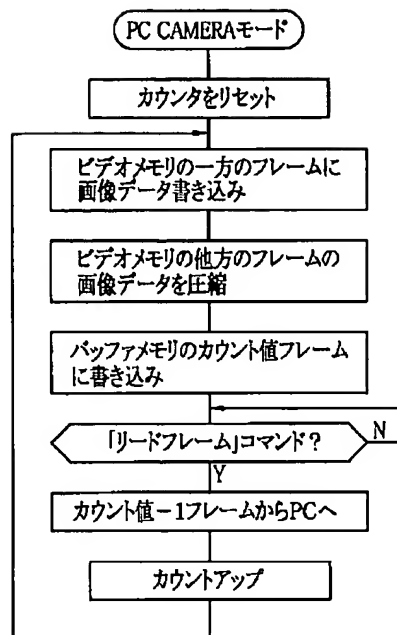 PC CAMERAモード
カウンタをリセット
ビデオメモリの一方のフレームに
画像データ書き込み
ビデオメモリの他方のフレームの
画像データを圧縮
バッファメモリのカウント値フレーム
に書き込み
「リードフレーム」コマンド?
N
Y
カウント値－1フレームからPCへ
カウントアップ